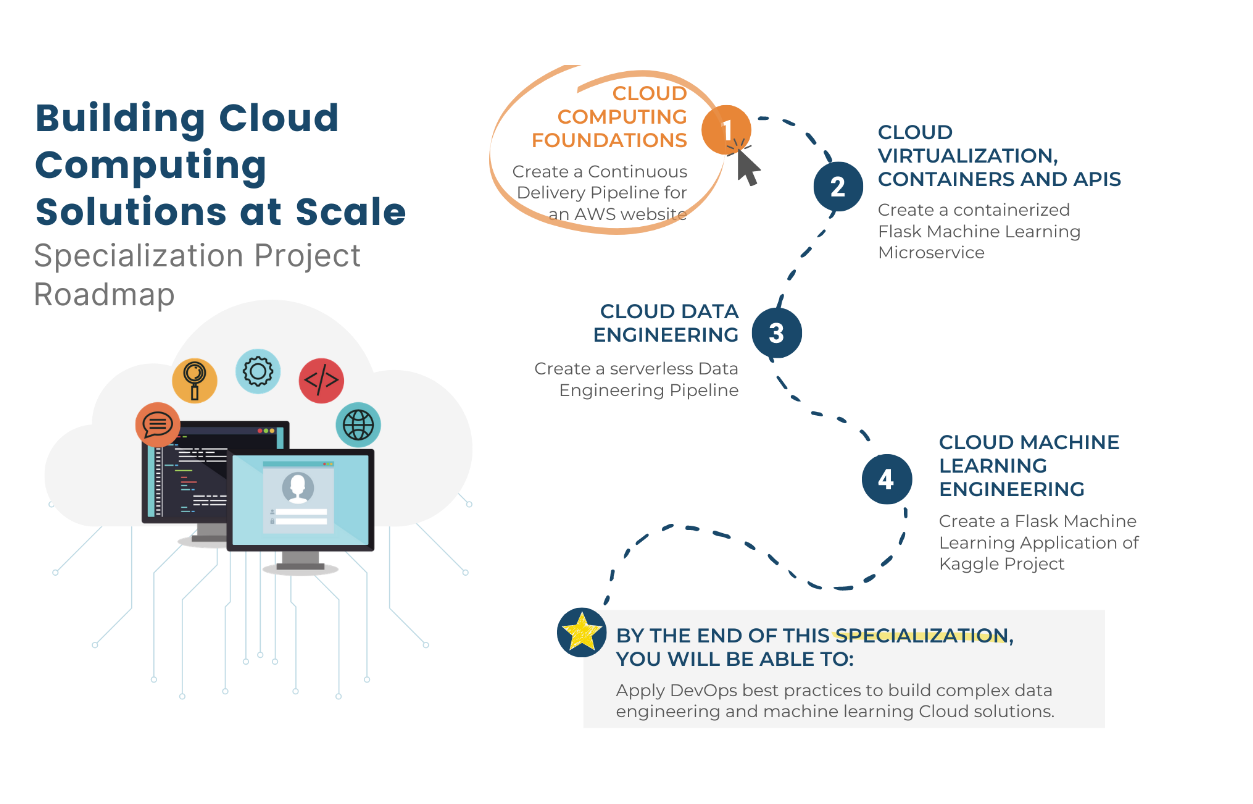 Building Cloud
Computing
Solutions at Scale
Specialization Project
Roadmap
CLOUD
COMPUTING
FOUNDATIONS
Create a Continuous
Delivery Pipeline for
an AWS website
1
2
CLOUD
VIRTUALIZATION,
CONTAINERS AND APIS
Create a containerized
Flask Machine Learning
Microservice
CLOUD DATA
ENGINEERING
Create a serverless Data
Engineering Pipeline
3
4
CLOUD MACHINE
LEARNING
ENGINEERING
Create a Flask Machine
Learning Application of
Kaggle Project
BY THE END OF THIS SPECIALIZATION,
YOU WILL BE ABLE TO:
Apply DevOps best practices to build complex data
engineering and machine learning Cloud solutions.